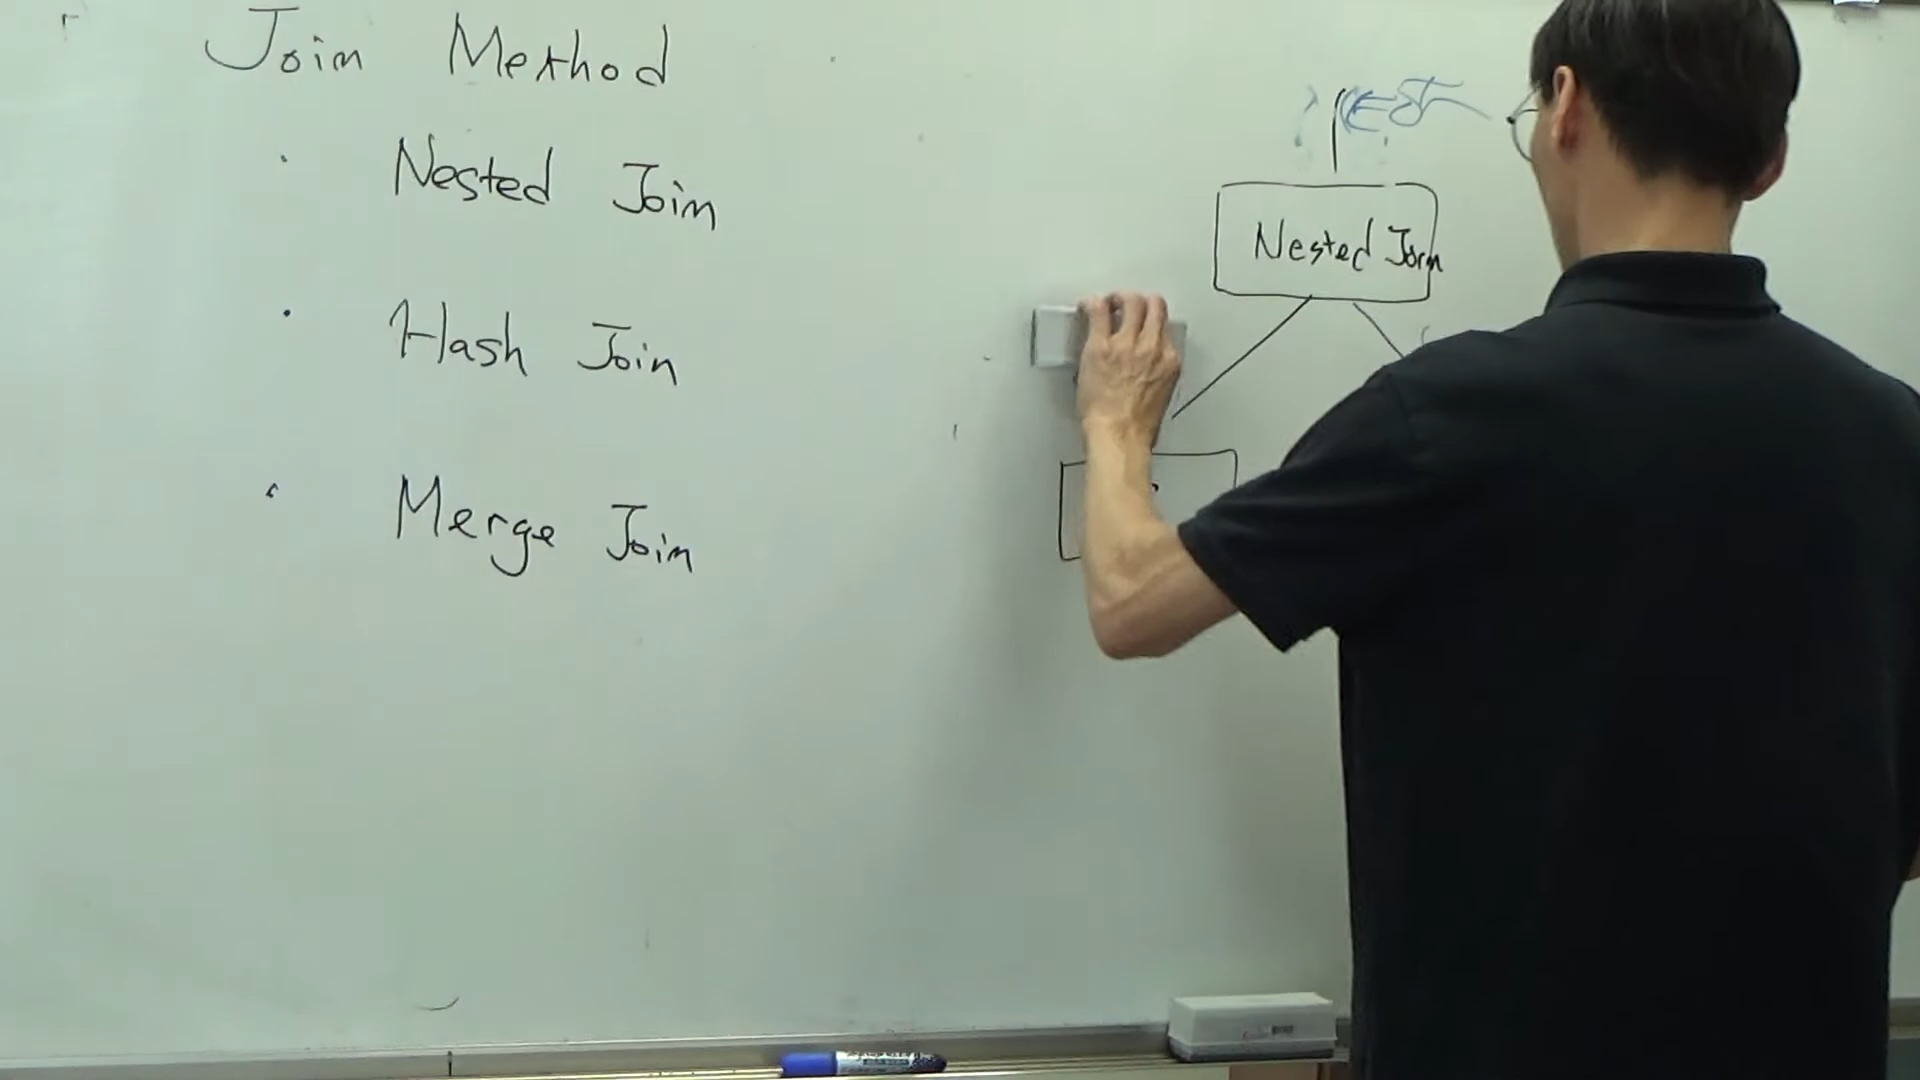 Join Method
· Nested Join
· Hash Join
· Merge Join
Nested Join